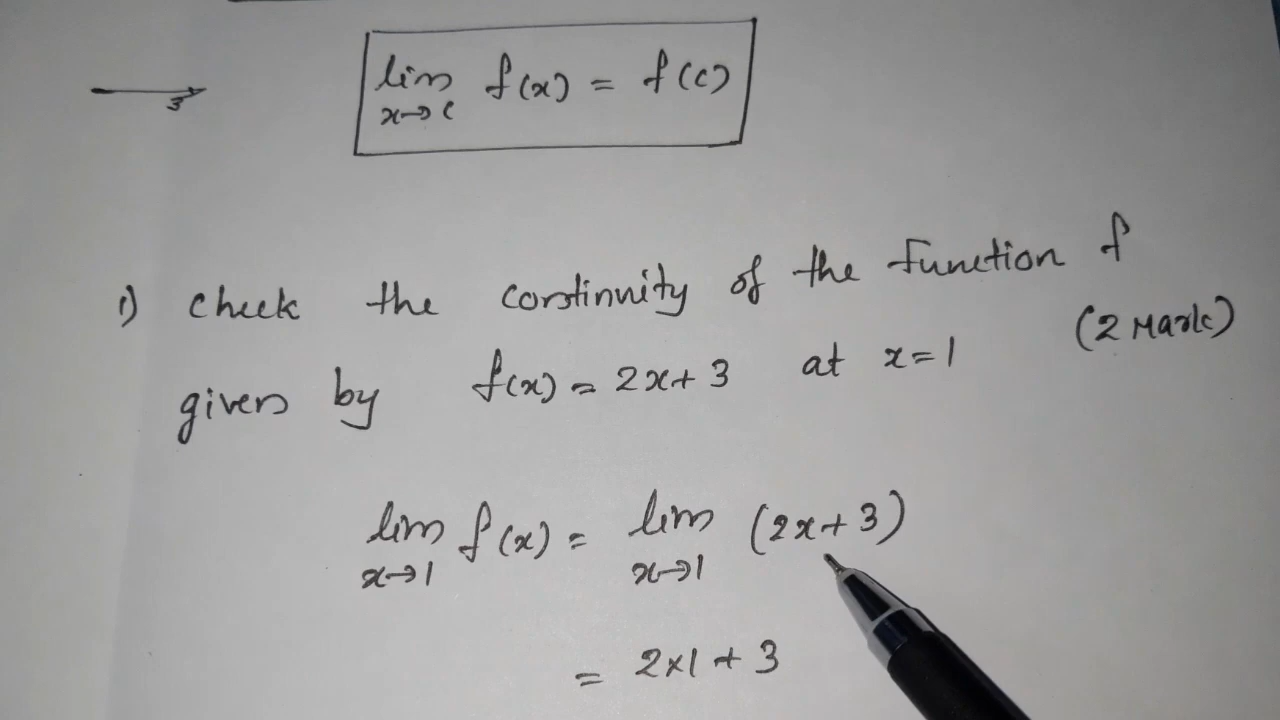 lim f(x) = f(c)
x→c
1) check the continuity of the function f
given by f(x) = 2x+3 at x=1 (2 Mark)
lim f(x) = lim (2x+3)
x→1 x→1
= 2×1+3